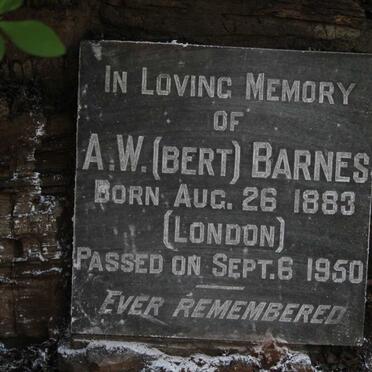 In Loving Memory
of
A.W. (Bert) Barnes
Born Aug. 26 1883
(London)
Passed on Sept. 6 1950
Ever Remembered